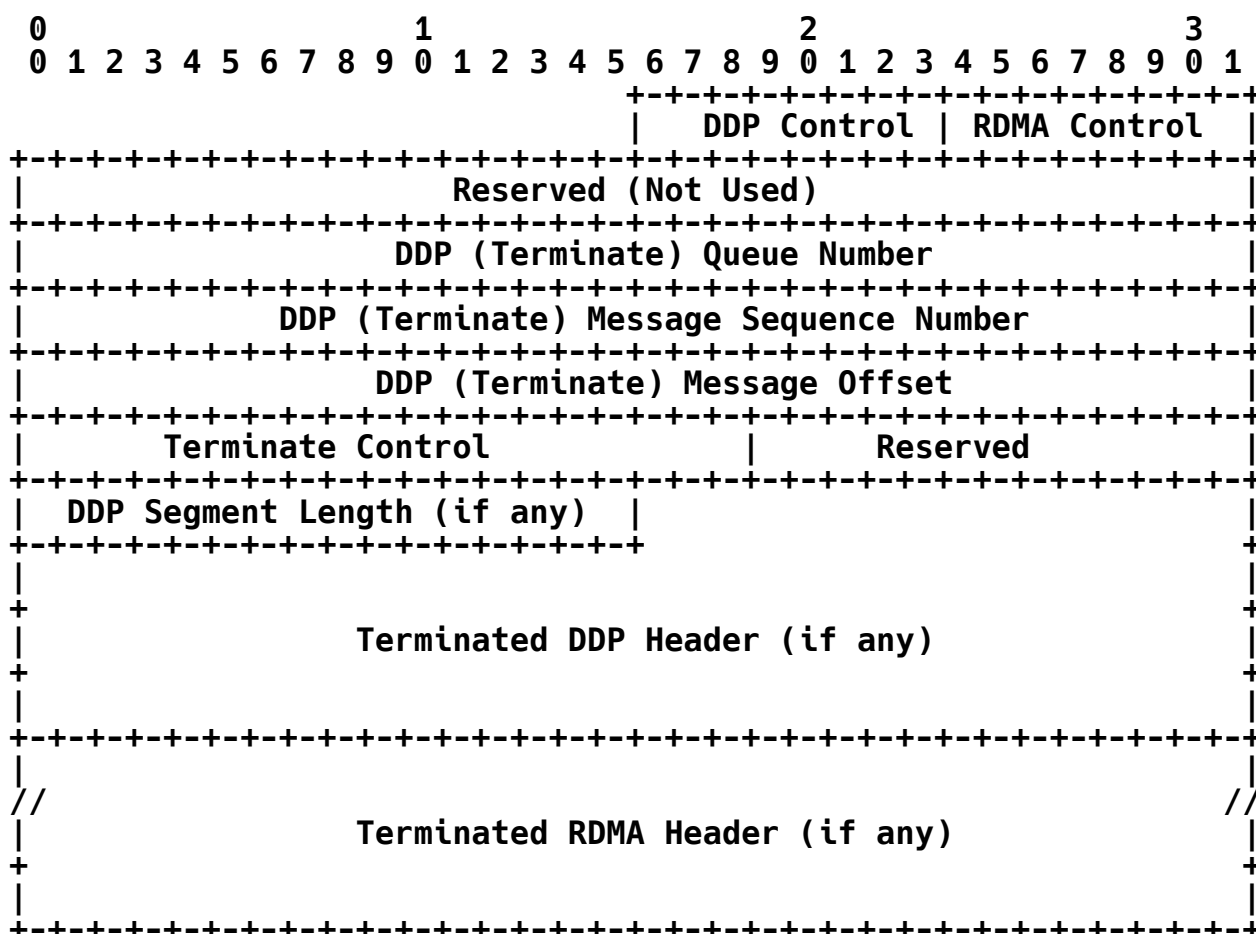 0                   1                   2                   3
 0 1 2 3 4 5 6 7 8 9 0 1 2 3 4 5 6 7 8 9 0 1 2 3 4 5 6 7 8 9 0 1
                                +-+-+-+-+-+-+-+-+-+-+-+-+-+-+-+-+
                                |   DDP Control | RDMA Control  |
+-+-+-+-+-+-+-+-+-+-+-+-+-+-+-+-+-+-+-+-+-+-+-+-+-+-+-+-+-+-+-+-+
|                      Reserved (Not Used)                      |
+-+-+-+-+-+-+-+-+-+-+-+-+-+-+-+-+-+-+-+-+-+-+-+-+-+-+-+-+-+-+-+-+
|                   DDP (Terminate) Queue Number                |
+-+-+-+-+-+-+-+-+-+-+-+-+-+-+-+-+-+-+-+-+-+-+-+-+-+-+-+-+-+-+-+-+
|             DDP (Terminate) Message Sequence Number           |
+-+-+-+-+-+-+-+-+-+-+-+-+-+-+-+-+-+-+-+-+-+-+-+-+-+-+-+-+-+-+-+-+
|                  DDP (Terminate) Message Offset               |
+-+-+-+-+-+-+-+-+-+-+-+-+-+-+-+-+-+-+-+-+-+-+-+-+-+-+-+-+-+-+-+-+
|       Terminate Control             |      Reserved           |
+-+-+-+-+-+-+-+-+-+-+-+-+-+-+-+-+-+-+-+-+-+-+-+-+-+-+-+-+-+-+-+-+
|  DDP Segment Length (if any)  |                               |
+-+-+-+-+-+-+-+-+-+-+-+-+-+-+-+-+                               +
|                                                               |
+                                                               +
|                 Terminated DDP Header (if any)                |
+                                                               +
|                                                               |
+-+-+-+-+-+-+-+-+-+-+-+-+-+-+-+-+-+-+-+-+-+-+-+-+-+-+-+-+-+-+-+-+
|                                                               |
//                                                             //
|                 Terminated RDMA Header (if any)               |
+                                                               +
|                                                               |
+-+-+-+-+-+-+-+-+-+-+-+-+-+-+-+-+-+-+-+-+-+-+-+-+-+-+-+-+-+-+-+-+